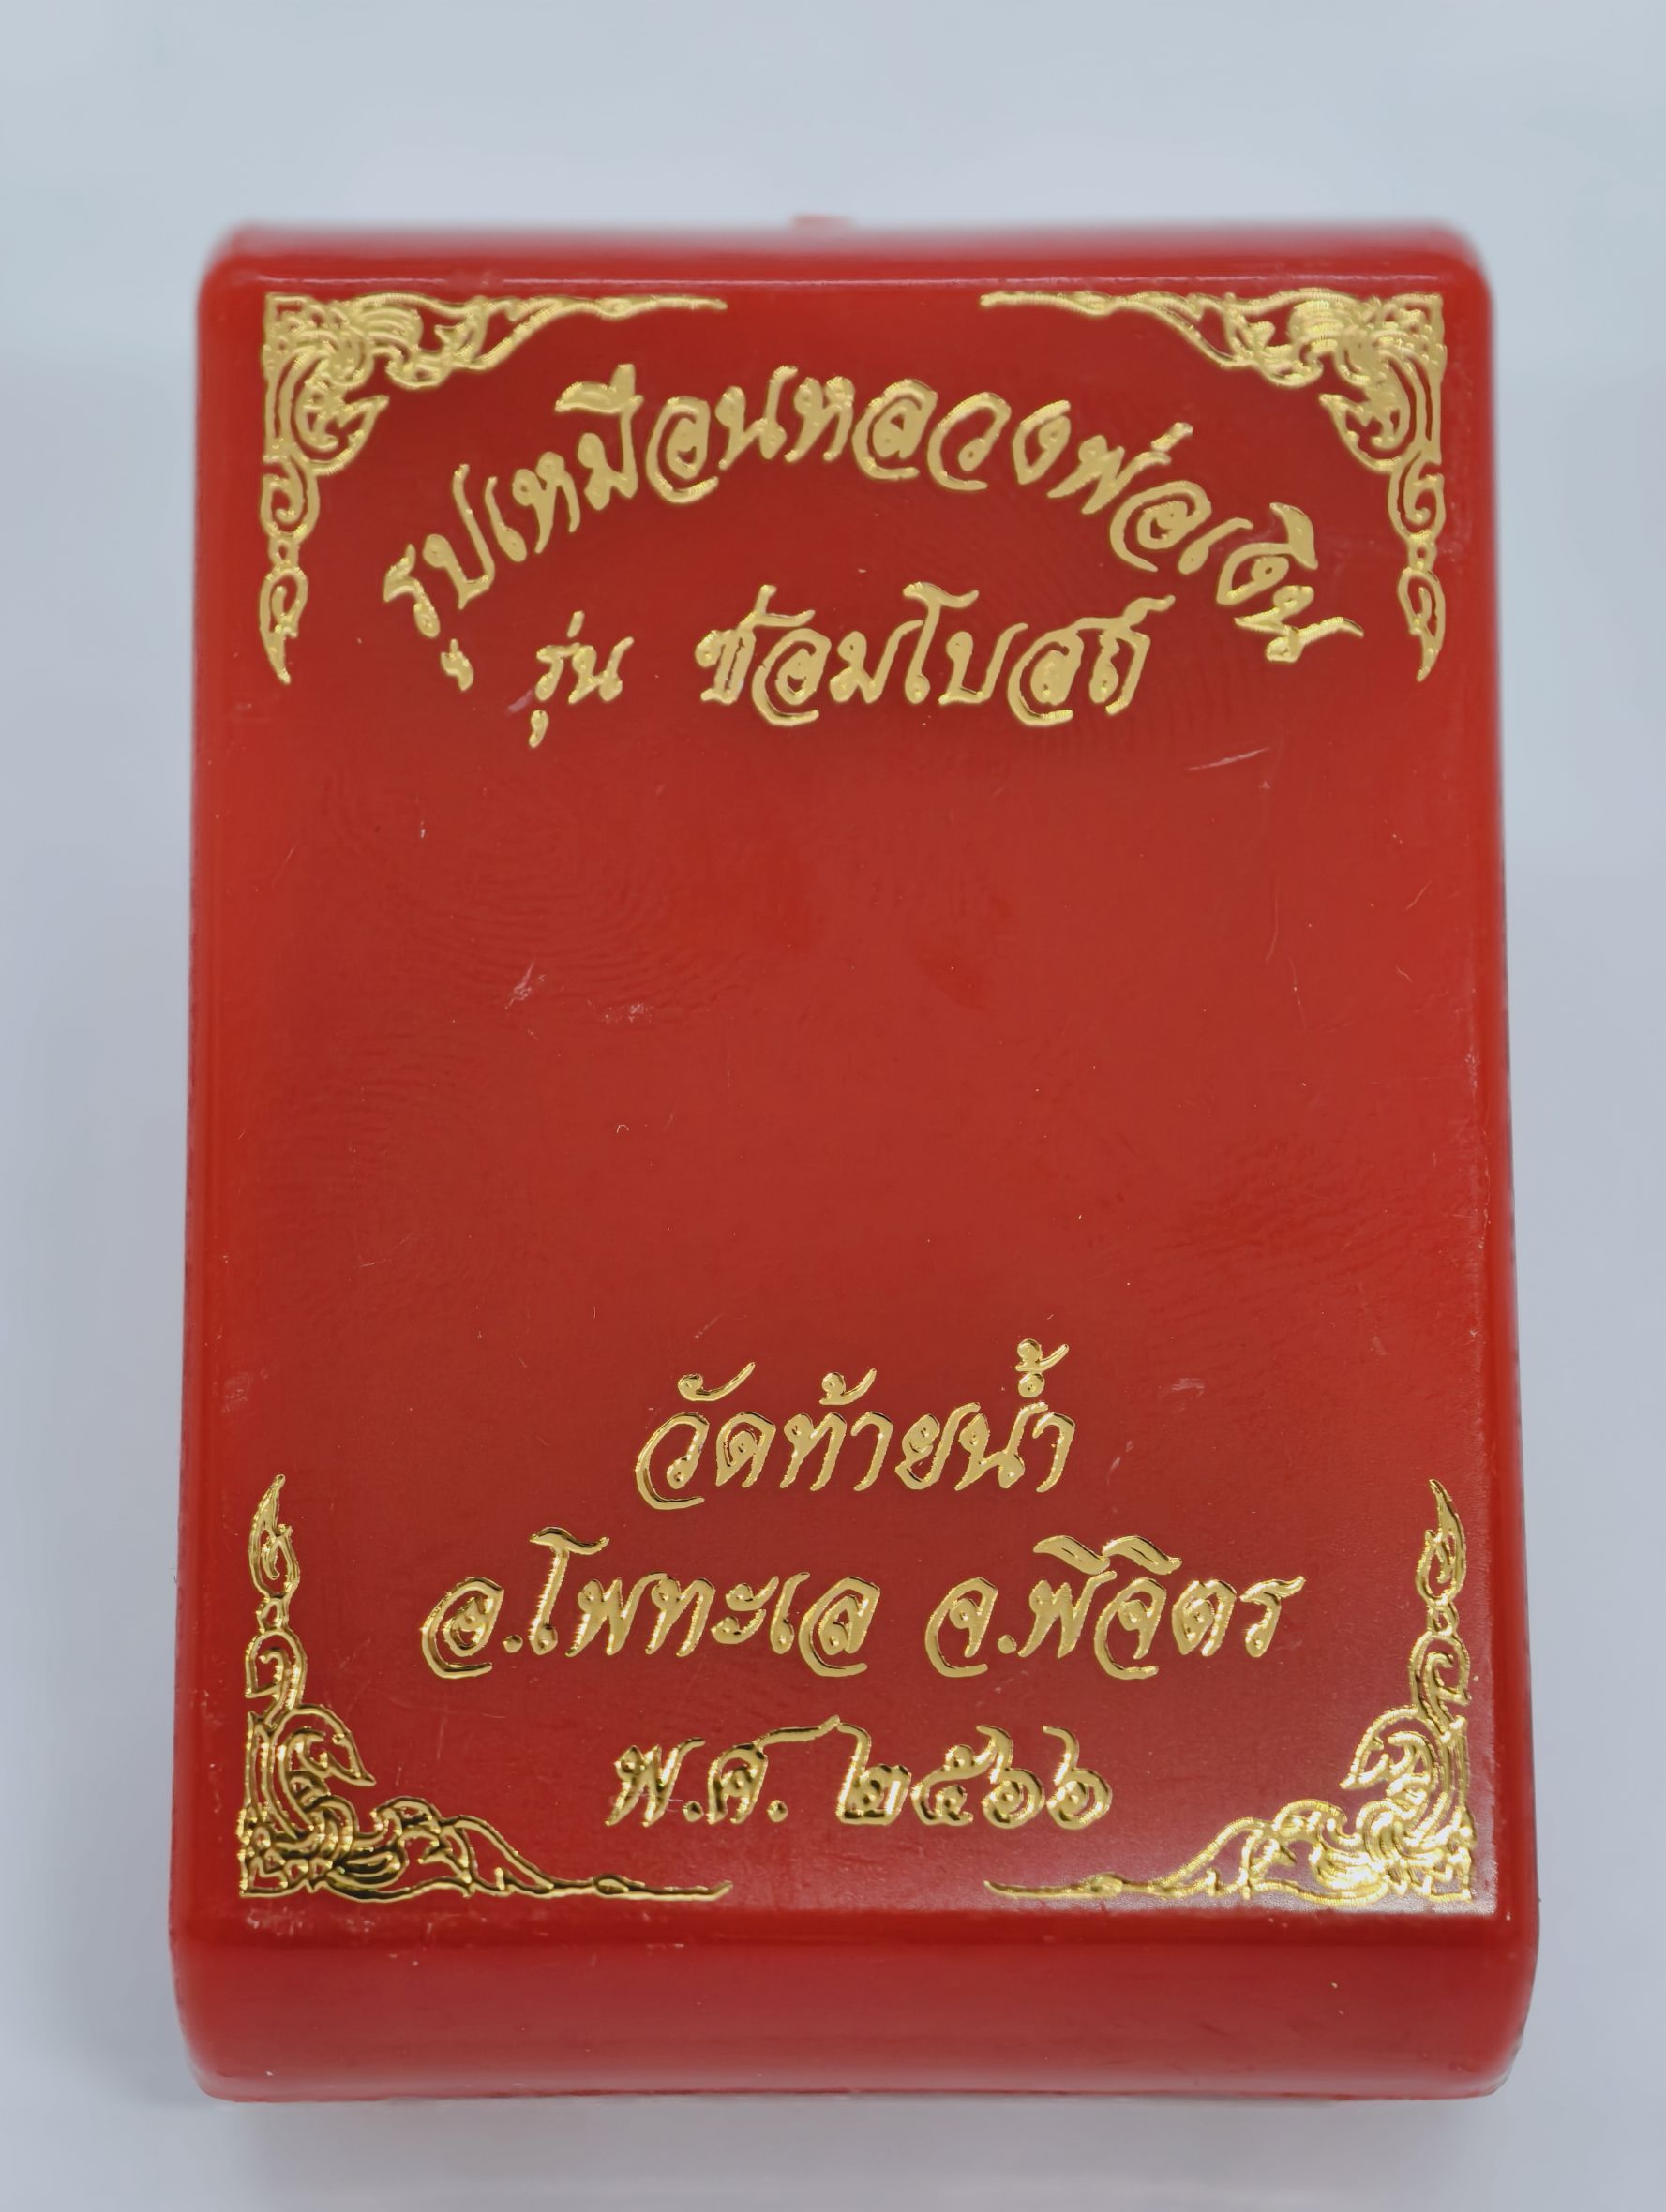 รูปเหมือนหลวงพ่อเงิน
รุ่น ซ่อมโบสถ์
วัดท้ายน้ำ
อ.โพทะเล จ.พิจิตร
พ.ศ. ๒๕๖๖